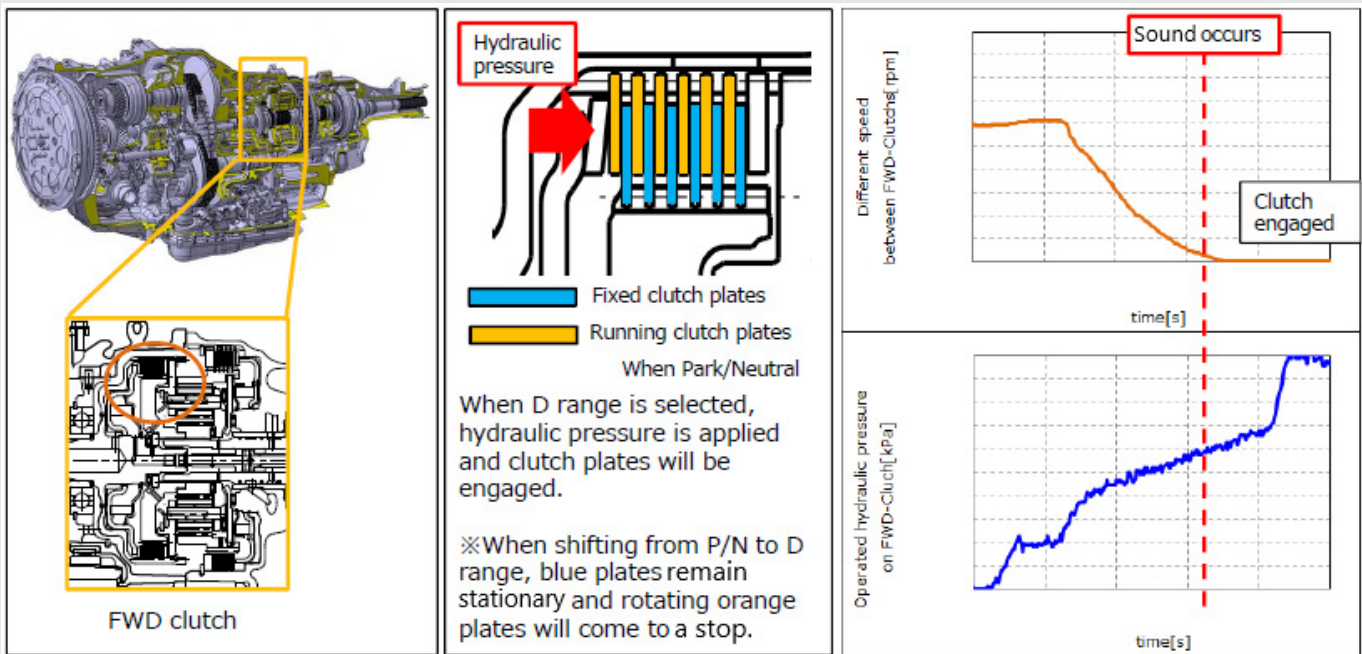 FWD clutch
Hydraulic
pressure
Fixed clutch plates
Running clutch plates
When Park/Neutral
When D range is selected,
hydraulic pressure is applied
and clutch plates will be
engaged.
※When shifting from P/N to D
range, blue plates remain
stationary and rotating orange
plates will come to a stop.
Sound occurs
Different speed
between FWD-Clutchs[rpm]
Clutch
engaged
time[s]
Operated hydraulic pressure
on FWD-Cluch[kPa]
time[s]